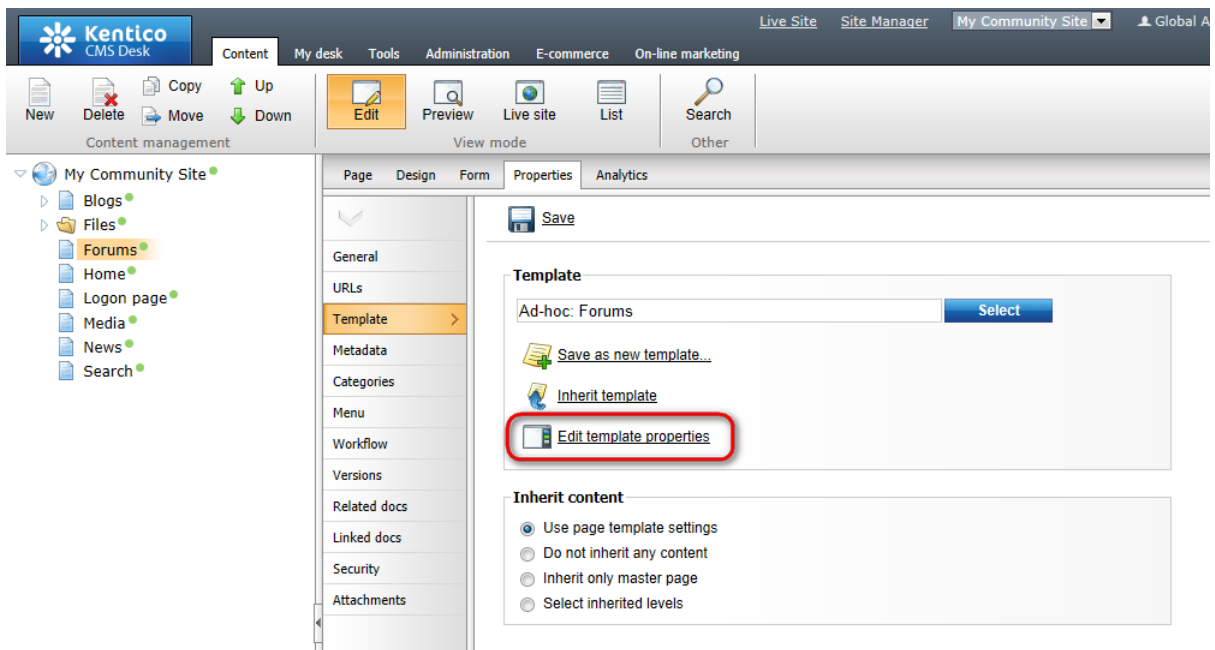 Live Site Site Manager My Community Site Global A
Kentico
CMS Desk
Content My desk Tools Administration E-commerce On-line marketing
Copy Up
New Delete Move Down Edit Preview Live site List Search
Content management View mode Other
My Community Site Page Design Form Properties Analytics
Blogs
Files Save
Forums General
Home URLs Template
Logon page Template Ad-hoc: Forums Select
Media
News Metadata Save as new template...
Search Categories
Inherit template
Menu
Workflow Edit template properties
Versions
Related docs Inherit content
Use page template settings
Linked docs
Do not inherit any content
Security Inherit only master page
Attachments Select inherited levels